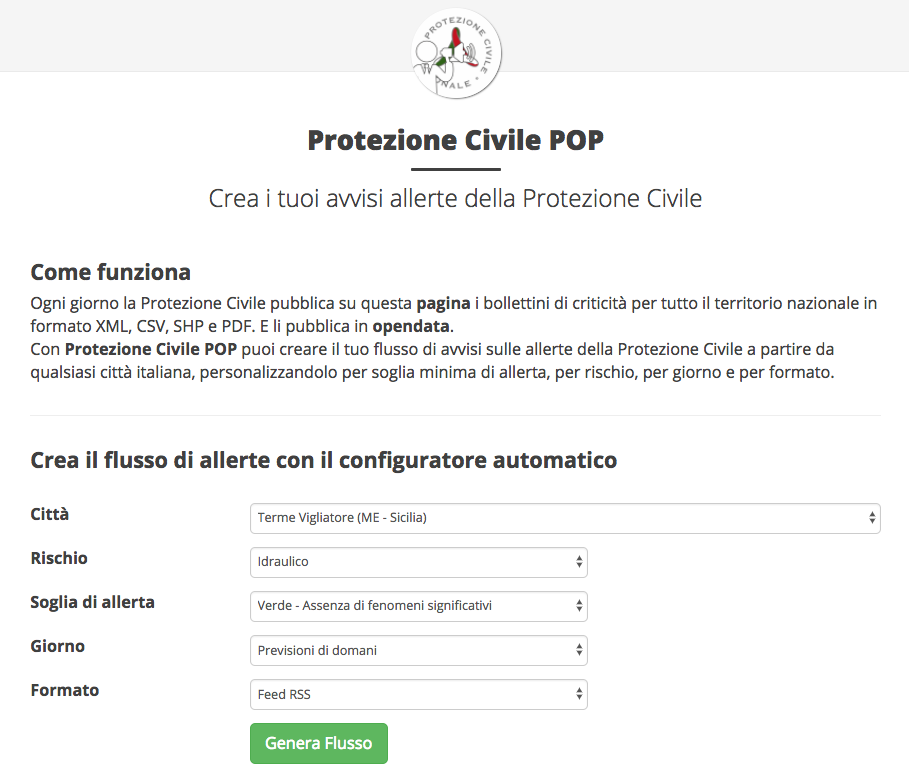 PROTEZIONE CIVILE
NALE
Protezione Civile POP
Crea i tuoi avvisi allerte della Protezione Civile
Come funziona
Ogni giorno la Protezione Civile pubblica su questa pagina i bollettini di criticità per tutto il territorio nazionale in
formato XML, CSV, SHP e PDF. E li pubblica in opendata.
Con Protezione Civile POP puoi creare il tuo flusso di avvisi sulle allerte della Protezione Civile a partire da
qualsiasi città italiana, personalizzandolo per soglia minima di allerta, per rischio, per giorno e per formato.
Crea il flusso di allerte con il configuratore automatico
Città
Terme Vigliatore (ME - Sicilia)
Rischio
Idraulico
Soglia di allerta
Verde - Assenza di fenomeni significativi
Giorno
Previsioni di domani
Formato
Feed RSS
Genera Flusso